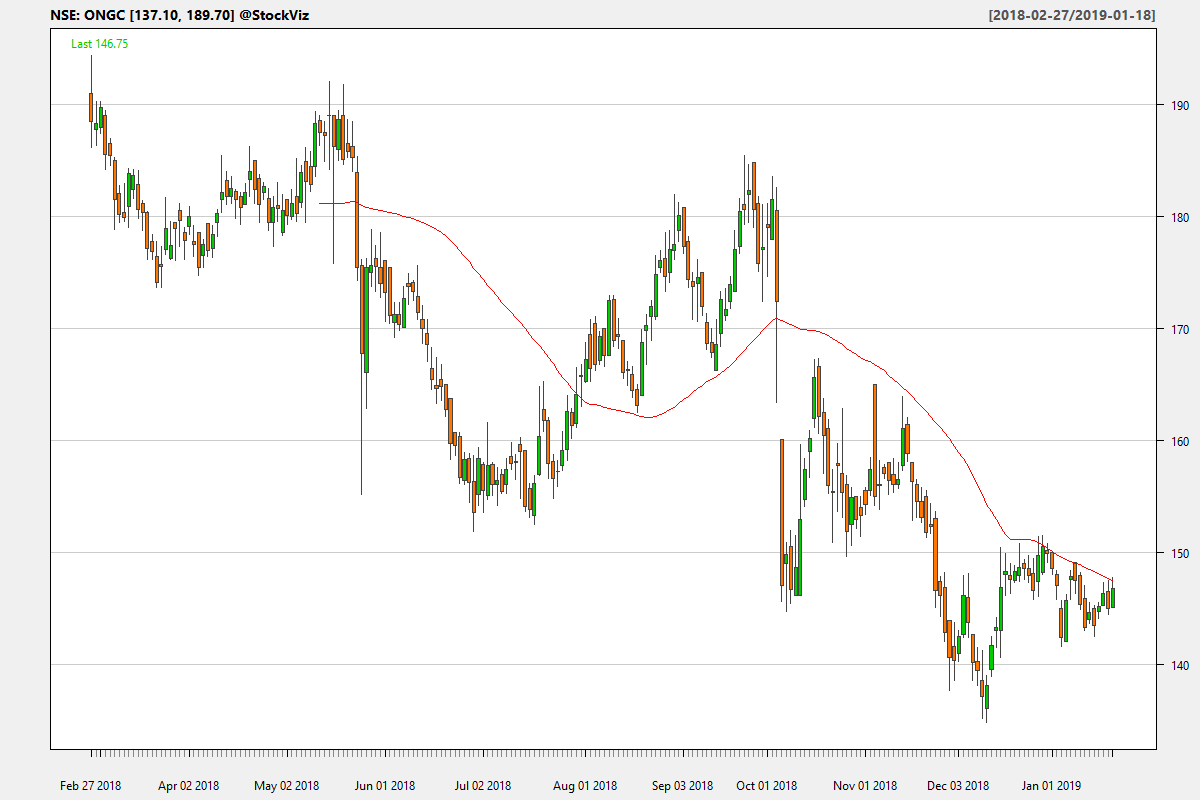 NSE: ONGC [137.10, 189.70] @StockViz
[2018-02-27/2019-01-18]
Last 146.75
190
180
170
160
150
140
Feb 27 2018
Apr 02 2018
May 02 2018
Jun 01 2018
Jul 02 2018
Aug 01 2018
Sep 03 2018
Oct 01 2018
Nov 01 2018
Dec 03 2018
Jan 01 2019